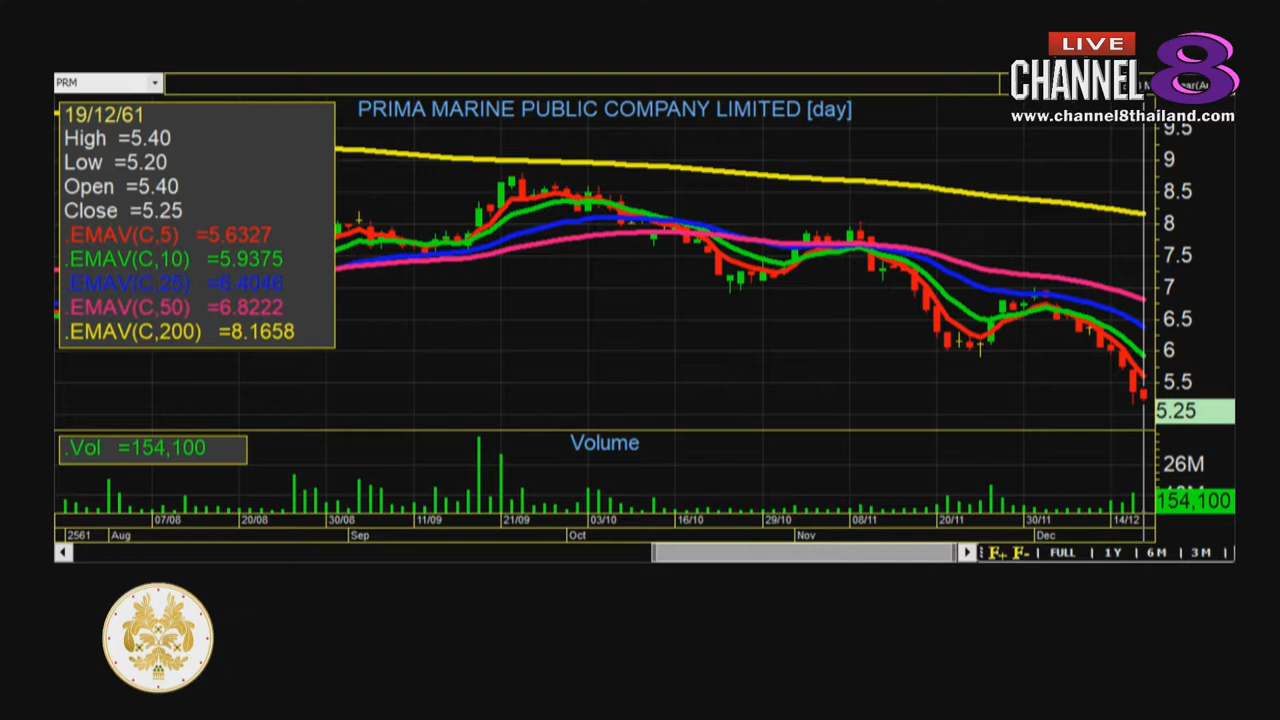 LIVE
CHANNEL 8
www.channel8thailand.com
PRM
PRIMA MARINE PUBLIC COMPANY LIMITED [day]
19/12/61
High =5.40
Low =5.20
Open =5.40
Close =5.25
.EMAV(C,5) =5.6327
.EMAV(C,10) =5.9375
.EMAV(C,25) =6.4046
.EMAV(C,50) =6.8222
.EMAV(C,200) =8.1658
9.5
9
8.5
8
7.5
7
6.5
6
5.5
5.25
.Vol =154,100
Volume
26M
154,100
07/08 20/08 30/08 11/09 21/09 03/10 16/10 29/10 08/11 20/11 30/11 14/12
2561 Aug Sep Oct Nov Dec
F+ F- FULL 1Y 6M 3M